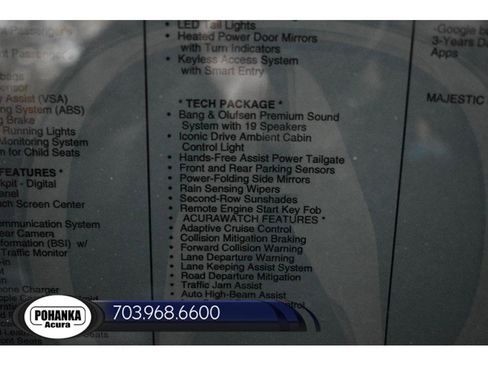 LED Tail Lights
• Heated Power Door Mirrors
with Turn Indicators
• Keyless Access System
with Smart Entry
* TECH PACKAGE *
• Bang & Olufsen Premium Sound
System with 19 Speakers
• Iconic Drive Ambient Cabin
Control Light
• Hands-Free Assist Power Tailgate
• Front and Rear Parking Sensors
• Power-Folding Side Mirrors
• Rain Sensing Wipers
• Second-Row Sunshades
• Remote Engine Start Key Fob
* ACURAWATCH FEATURES *
• Adaptive Cruise Control
• Collision Mitigation Braking
• Forward Collision Warning
• Lane Departure Warning
• Lane Keeping Assist System
• Road Departure Mitigation
• Traffic Jam Assist
• Auto High-Beam Assist
Passenger
Assist (VSA)
System (ABS)
Brake
Running Lights
Monitoring System
for Child Seats
FEATURES *
- Digital
Screen Center
Communication System
Camera
Information (BSI) w/
Traffic Monitor
Charger
-Google
3-Years
Apps
MAJESTIC
POHANKA
Acura
703.968.6600